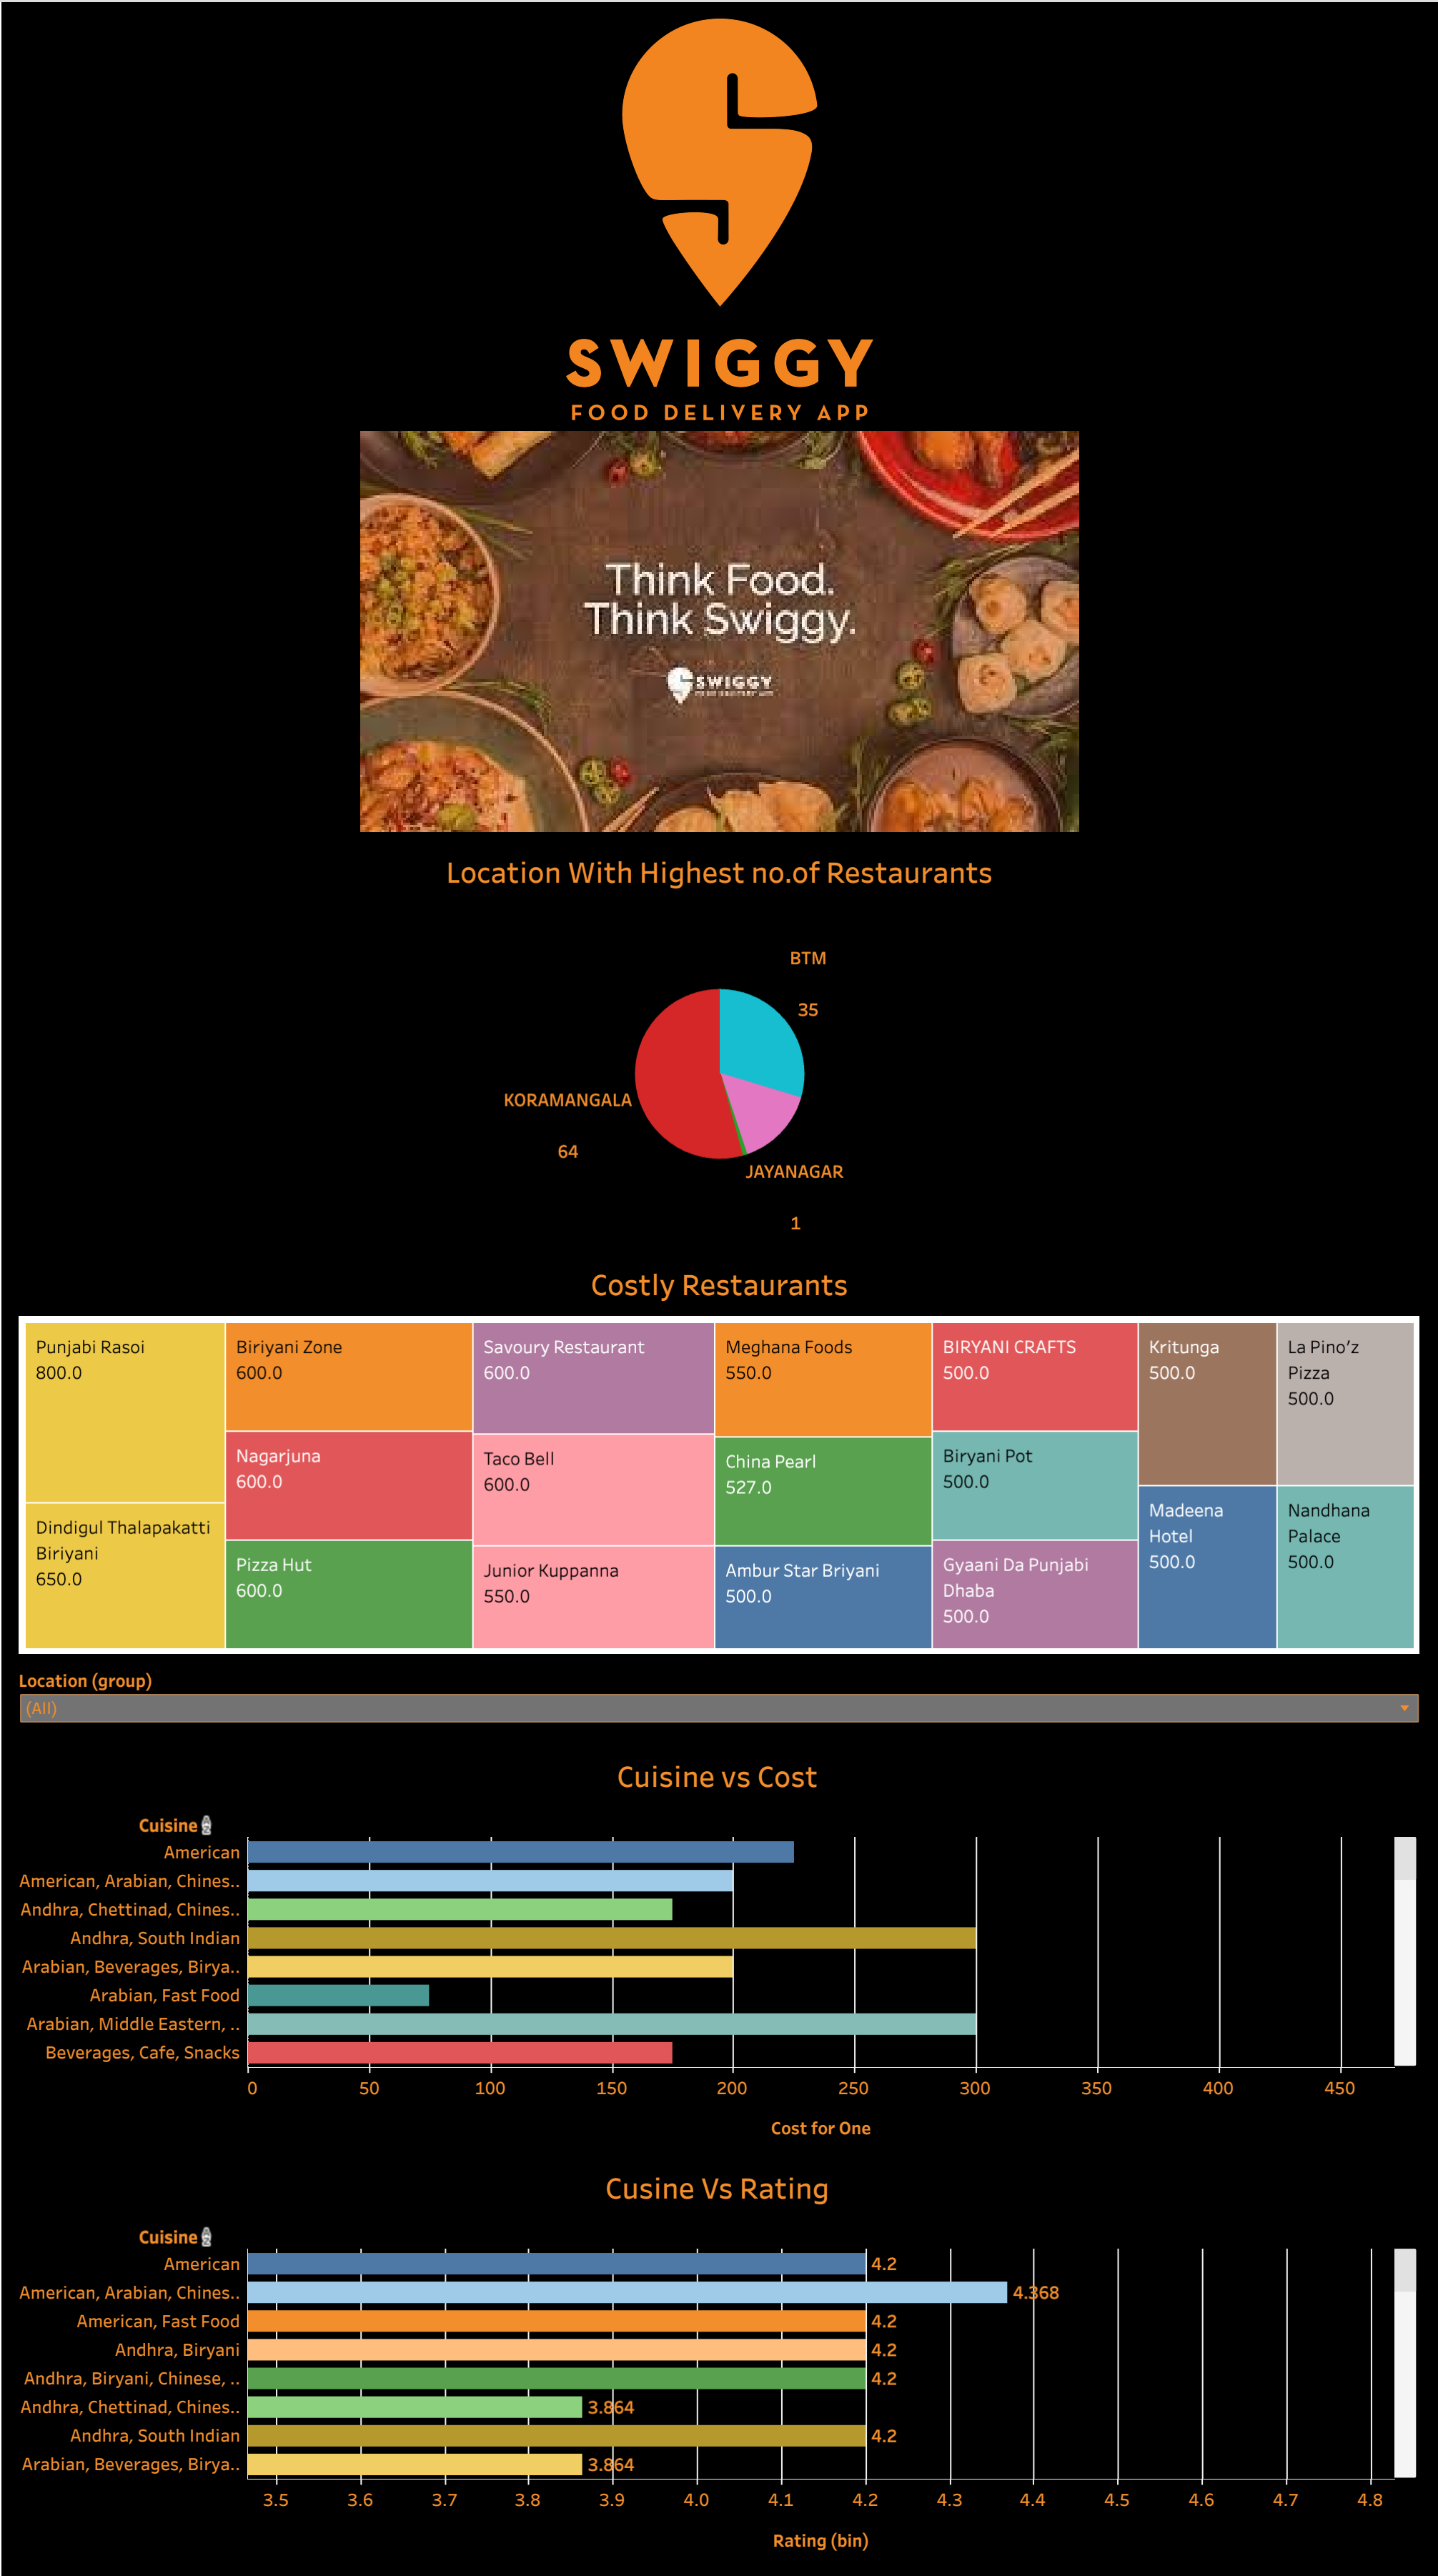 SWIGGY
FOOD DELIVERY APP
Think Food.
Think Swiggy.
SWIGGY
Location With Highest no.of Restaurants
BTM
35
KORAMANGALA
64
JAYANAGAR
1
Costly Restaurants
Punjabi Rasoi
800.0
Dindigul Thalapakatti
Biriyani
650.0
Biriyani Zone
600.0
Nagarjuna
600.0
Pizza Hut
600.0
Savoury Restaurant
600.0
Taco Bell
600.0
Junior Kuppanna
550.0
Meghana Foods
550.0
China Pearl
527.0
Ambur Star Briyani
500.0
BIRYANI CRAFTS
500.0
Biryani Pot
500.0
Gyaani Da Punjabi
Dhaba
500.0
Kritunga
500.0
Madeena
Hotel
500.0
La Pino'z
Pizza
500.0
Nandhana
Palace
500.0
Location (group)
(All)
Cuisine vs Cost
Cuisine
American
American, Arabian, Chines..
Andhra, Chettinad, Chines..
Andhra, South Indian
Arabian, Beverages, Birya..
Arabian, Fast Food
Arabian, Middle Eastern, ..
Beverages, Cafe, Snacks
0 50 100 150 200 250 300 350 400 450
Cost for One
Cusine Vs Rating
Cuisine
American 4.2
American, Arabian, Chines.. 4.368
American, Fast Food 4.2
Andhra, Biryani 4.2
Andhra, Biryani, Chinese, .. 4.2
Andhra, Chettinad, Chines.. 3.864
Andhra, South Indian 4.2
Arabian, Beverages, Birya.. 3.864
3.5 3.6 3.7 3.8 3.9 4.0 4.1 4.2 4.3 4.4 4.5 4.6 4.7 4.8
Rating (bin)